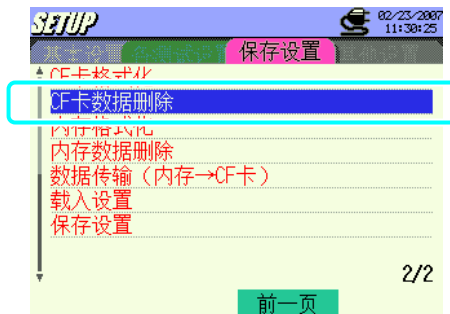 SETUP
02/23/2007
11:30:25
保存设置
CF卡格式化
CF卡数据删除
内存格式化
内存数据删除
数据传输（内存→CF卡）
载入设置
保存设置
2/2
前一页